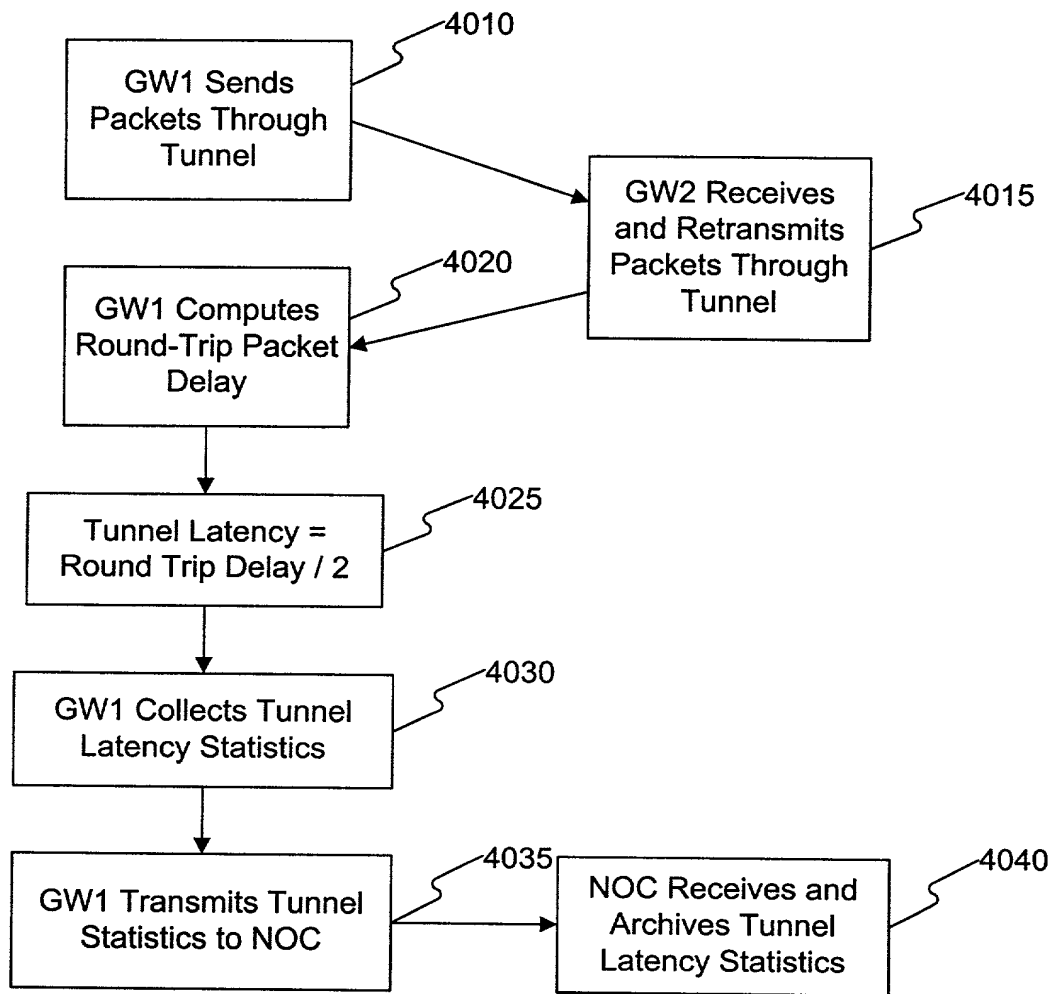 4010
GW1 Sends
Packets Through
Tunnel
GW2 Receives
and Retransmits
Packets Through
Tunnel
4015
4020
GW1 Computes
Round-Trip Packet
Delay
4025
Tunnel Latency =
Round Trip Delay / 2
4030
GW1 Collects Tunnel
Latency Statistics
4035
GW1 Transmits Tunnel
Statistics to NOC
4040
NOC Receives and
Archives Tunnel
Latency Statistics